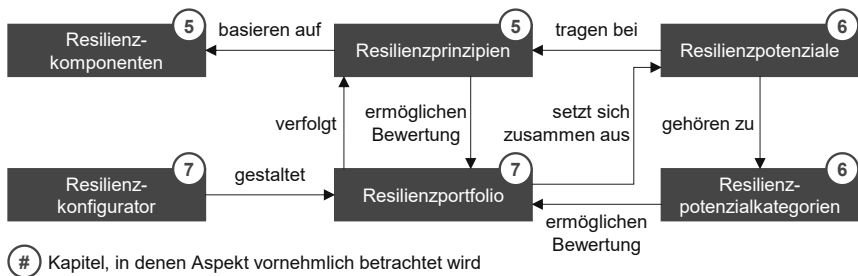 5
5
6
Resilienz-
komponenten
basieren auf
Resilienzprinzipien
tragen bei
Resilienzpotenziale
verfolgt
ermöglichen
Bewertung
setzt sich
zusammen aus
gehören zu
7
7
6
Resilienz-
konfigurator
gestaltet
Resilienzportfolio
Resilienz-
potenzialkategorien
ermöglichen
Bewertung
# Kapitel, in denen Aspekt vornehmlich betrachtet wird